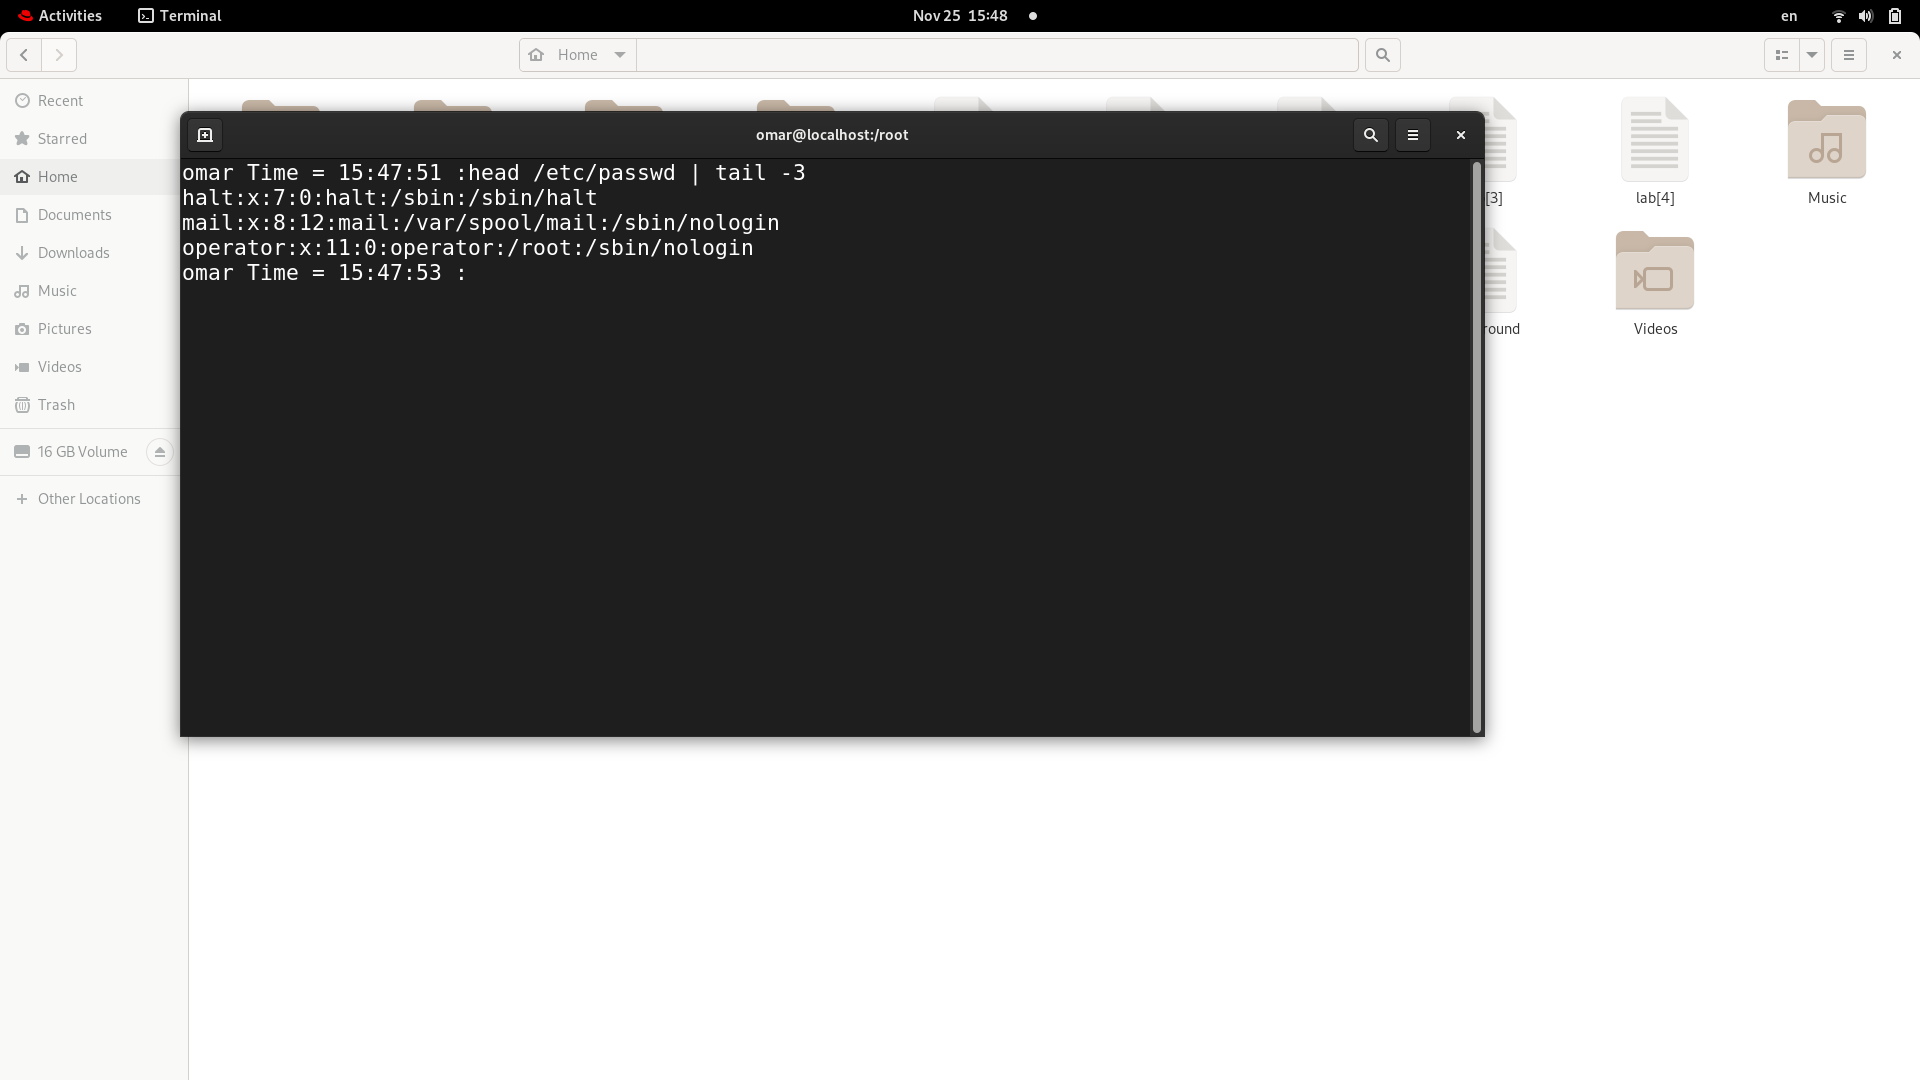 Activities
Terminal
Nov 25 15:48
en
Home
Recent
Starred
Home
Documents
Downloads
Music
Pictures
Videos
Trash
16 GB Volume
Other Locations
omar@localhost:/root
omar Time = 15:47:51 :head /etc/passwd | tail -3
halt:x:7:0:halt:/sbin:/sbin/halt
mail:x:8:12:mail:/var/spool/mail:/sbin/nologin
operator:x:11:0:operator:/root:/sbin/nologin
omar Time = 15:47:53 :
[3]
lab[4]
Music
round
Videos